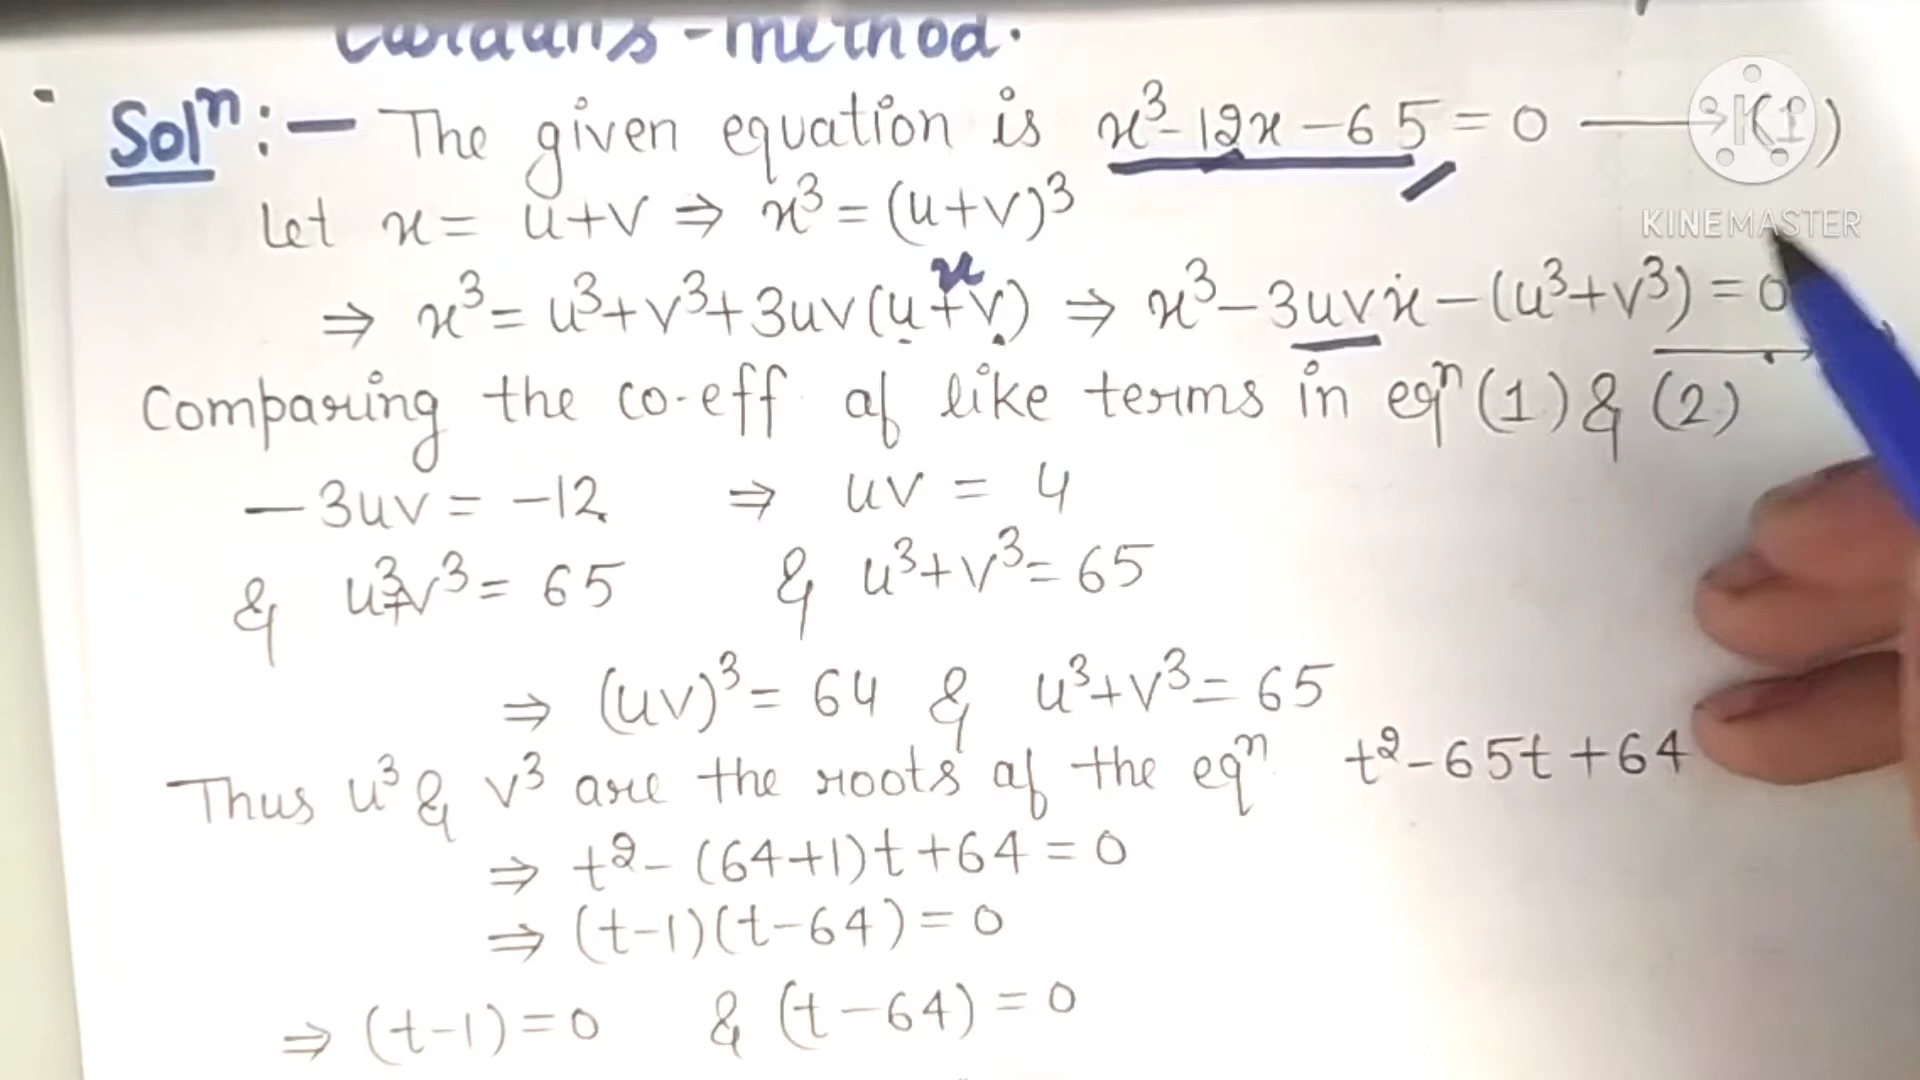 Cardan's - method.
Solⁿ :- The given equation is x³-12x-65 = 0 → (1)
KINEMASTER
Let x = u+v ⇒ x³ = (u+v)³
x
⇒ x³ = u³+v³+3uv(u+v) ⇒ x³-3uvx-(u³+v³) = 0
Comparing the co-eff of like terms in eqⁿ (1) & (2)
-3uv = -12 ⇒ uv = 4
& u³+v³ = 65 & u³+v³ = 65
⇒ (uv)³ = 64 & u³+v³ = 65
Thus u³ & v³ are the roots of the eqⁿ t²-65t+64
⇒ t²-(64+1)t+64 = 0
⇒ (t-1)(t-64) = 0
⇒ (t-1) = 0 & (t-64) = 0